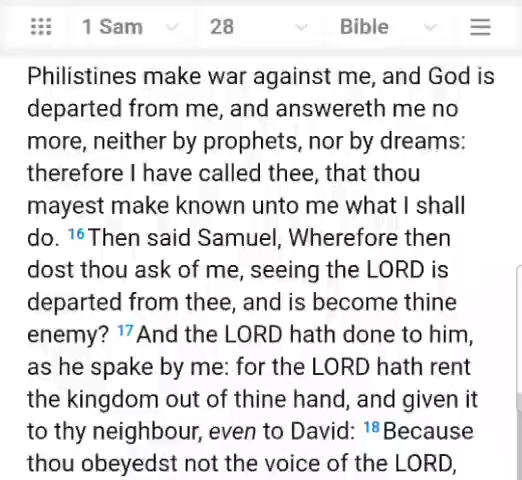 1 Sam 28 Bible
Philistines make war against me, and God is
departed from me, and answereth me no
more, neither by prophets, nor by dreams:
therefore I have called thee, that thou
mayest make known unto me what I shall
do. 16 Then said Samuel, Wherefore then
dost thou ask of me, seeing the LORD is
departed from thee, and is become thine
enemy? 17 And the LORD hath done to him,
as he spake by me: for the LORD hath rent
the kingdom out of thine hand, and given it
to thy neighbour, even to David: 18 Because
thou obeyedst not the voice of the LORD,